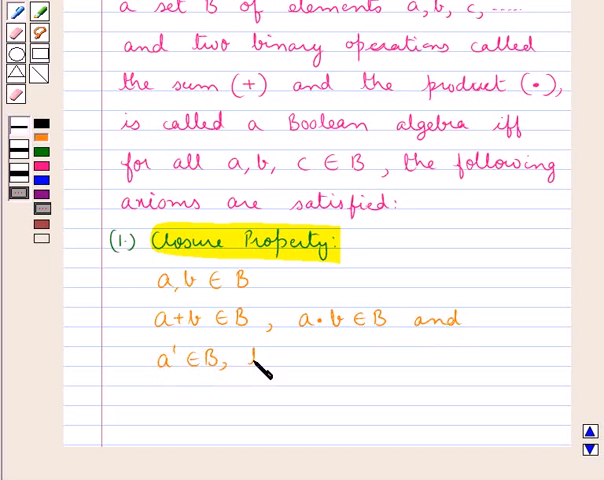 a set B of elements a, b, c, .....
and two binary operations called
the sum (+) and the product (•),
is called a Boolean algebra iff
for all a, b, c ∈ B, the following
axioms are satisfied:
(1.) Closure Property:
a, b ∈ B
a+b ∈ B, a•b ∈ B and
a' ∈ B,